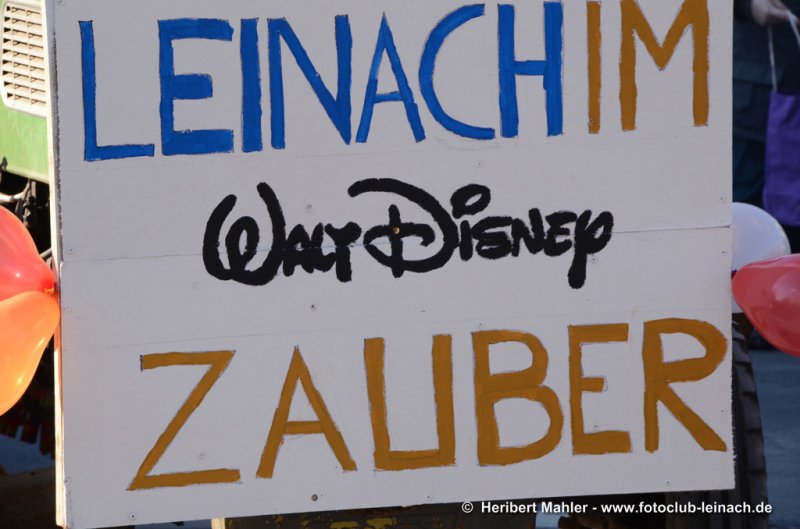 LEINACH IM
WALT DISNEY
ZAUBER
© Heribert Mahler - www.fotoclub-leinach.de